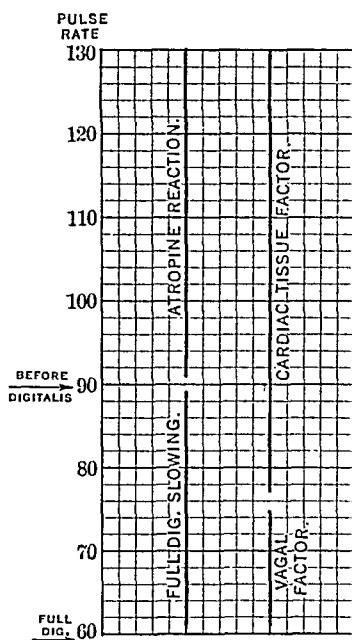 PULSE
RATE
130
120
110
100
BEFORE
DIGITALIS
90
80
70
FULL
DIG.
60
ATROPINE REACTION.
FULL DIG. SLOWING.
CARDIAC TISSUE FACTOR.
VAGAL
FACTOR.